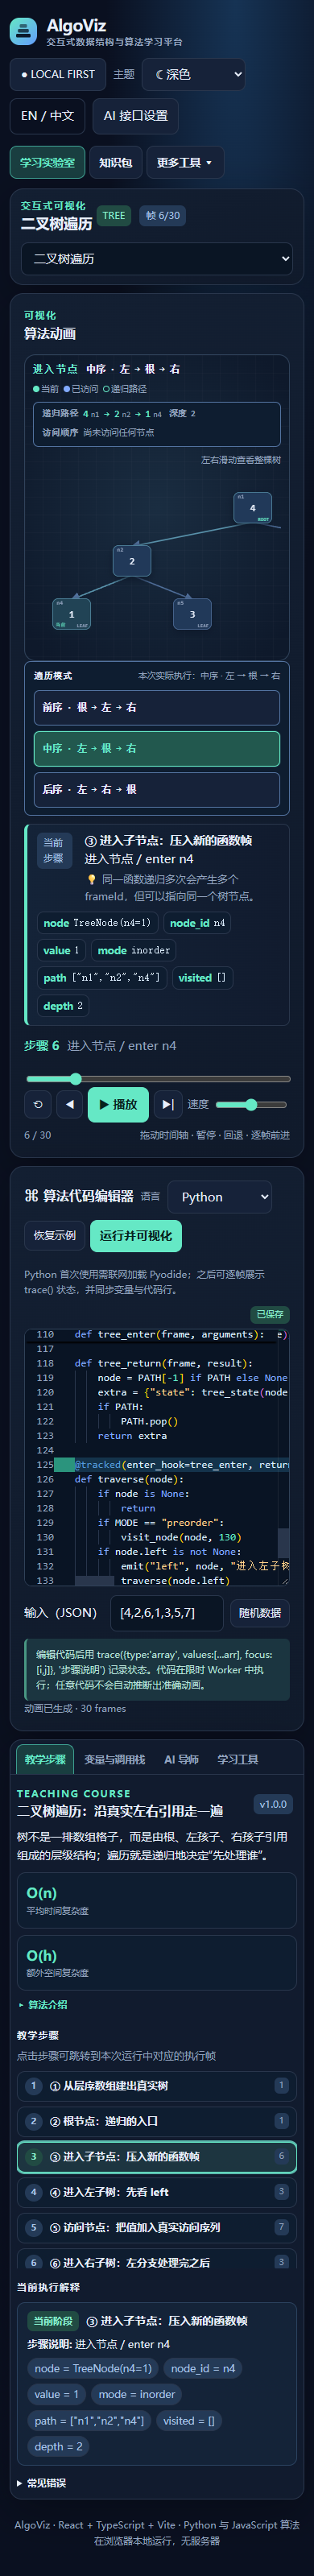 AlgoViz
交互式数据结构与算法学习平台
● LOCAL FIRST 主题 ☾ 深色
EN / 中文 AI 接口设置
学习实验室 知识包 更多工具 ▾
交互式可视化
二叉树遍历 TREE 帧 6/30
二叉树遍历
可视化
算法动画
进入节点 中序 · 左 → 根 → 右
当前 已访问 递归路径
递归路径 4 n1 → 2 n2 → 1 n4 深度 2
访问顺序 尚未访问任何节点
左右滑动查看整棵树
n1
4
ROOT
n2
2
n4
1
当前 LEAF
n5
3
LEAF
遍历模式 本次实际执行：中序 · 左 → 根 → 右
前序 · 根 → 左 → 右
中序 · 左 → 根 → 右
后序 · 左 → 右 → 根
当前步骤
③ 进入子节点：压入新的函数帧
进入节点 / enter n4
💡 同一函数递归多次会产生多个
frameId，但可以指向同一个树节点。
node TreeNode(n4=1) node_id n4
value 1 mode inorder
path ["n1","n2","n4"] visited []
depth 2
步骤 6 进入节点 / enter n4
⟲ ◀ ▶ 播放 ▶| 速度
6 / 30 拖动时间轴 · 暂停 · 回退 · 逐帧前进
⌘ 算法代码编辑器 语言 Python
恢复示例 运行并可视化
Python 首次使用需联网加载 Pyodide；之后可逐帧展示
trace() 状态，并同步变量与代码行。
已保存
110 def tree_enter(frame, arguments):
117
118 def tree_return(frame, result):
119 node = PATH[-1] if PATH else None
120 extra = {"state": tree_state(node
121 if PATH:
122 PATH.pop()
123 return extra
124
125 @tracked(enter_hook=tree_enter, retur
126 def traverse(node):
127 if node is None:
128 return
129 if MODE == "preorder":
130 visit_node(node, 130)
131 if node.left is not None:
132 emit("left", node, "进入左子树
133 traverse(node.left)
输入（JSON） [4,2,6,1,3,5,7] 随机数据
编辑代码后用 trace({type:'array', values:[...arr], focus:
[i,j]}, '步骤说明') 记录状态。代码在限时 Worker 中执
行；任意代码不会自动推断出准确动画。
动画已生成 · 30 frames
教学步骤 变量与调用栈 AI 导师 学习工具
TEACHING COURSE
二叉树遍历：沿真实左右引用走一遍 v1.0.0
树不是一排数组格子，而是由根、左孩子、右孩子引用
组成的层级结构；遍历就是递归地决定“先处理谁”。
O(n)
平均时间复杂度
O(h)
额外空间复杂度
▸ 算法介绍
教学步骤
点击步骤可跳转到本次运行中对应的执行帧
1 ① 从层序数组建出真实树 1
2 ② 根节点：递归的入口 1
3 ③ 进入子节点：压入新的函数帧 6
4 ④ 进入左子树：先看 left 3
5 ⑤ 访问节点：把值加入真实访问序列 7
6 ⑥ 进入右子树：左分支处理完之后 3
当前执行解释
当前阶段 ③ 进入子节点：压入新的函数帧
步骤说明: 进入节点 / enter n4
node = TreeNode(n4=1) node_id = n4
value = 1 mode = inorder
path = ["n1","n2","n4"] visited = []
depth = 2
▸ 常见错误
AlgoViz · React + TypeScript + Vite · Python 与 JavaScript 算法
在浏览器本地运行，无服务器